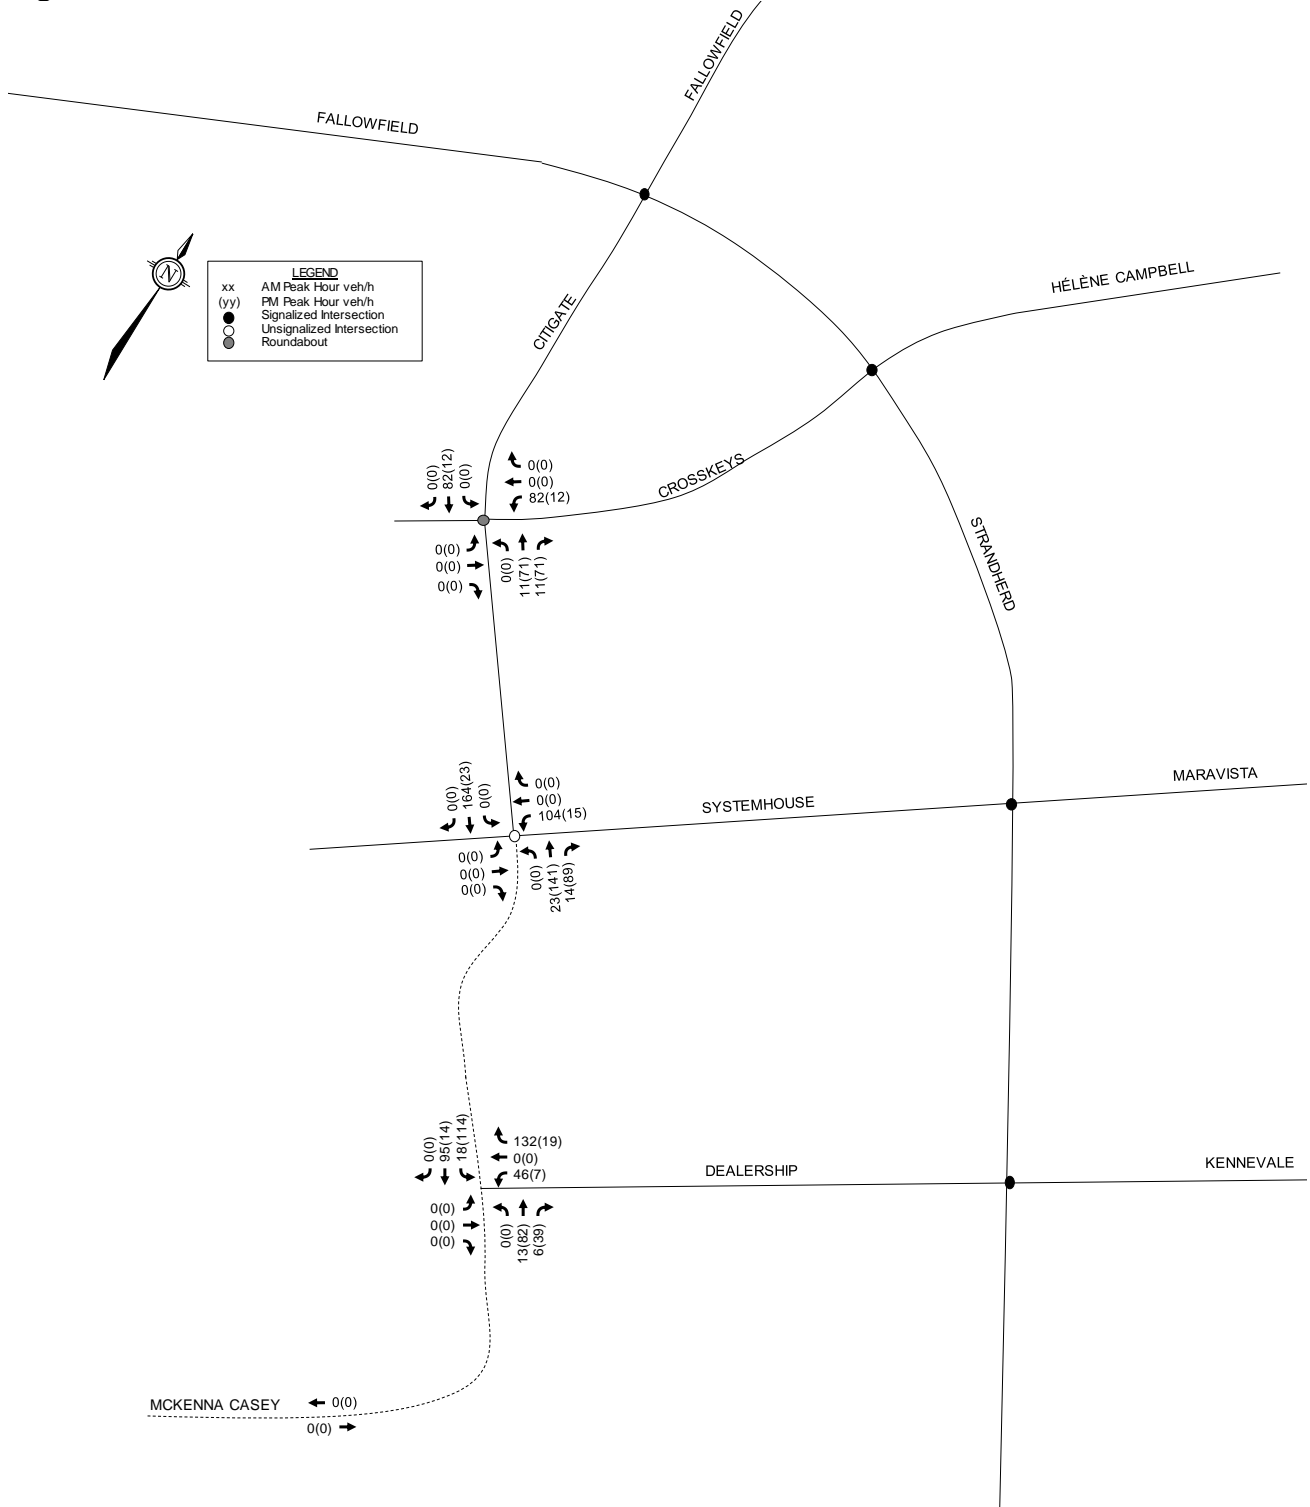 FALLOWFIELD
FALLOWFIELD
N
LEGEND
xx AM Peak Hour veh/h
(yy) PM Peak Hour veh/h
Signalized Intersection
Unsignalized Intersection
Roundabout
CITIGATE
HÉLÈNE CAMPBELL
CROSSKEYS
STRANDHERD
0(0)
82(12)
0(0)
0(0)
0(0)
82(12)
0(0)
0(0)
0(0)
0(0)
11(71)
11(71)
MARAVISTA
SYSTEMHOUSE
0(0)
164(23)
0(0)
0(0)
0(0)
104(15)
0(0)
0(0)
0(0)
0(0)
23(141)
14(89)
0(0)
95(14)
18(114)
132(19)
0(0)
46(7)
DEALERSHIP
KENNEVALE
0(0)
0(0)
0(0)
0(0)
13(82)
6(39)
MCKENNA CASEY
0(0)
0(0)